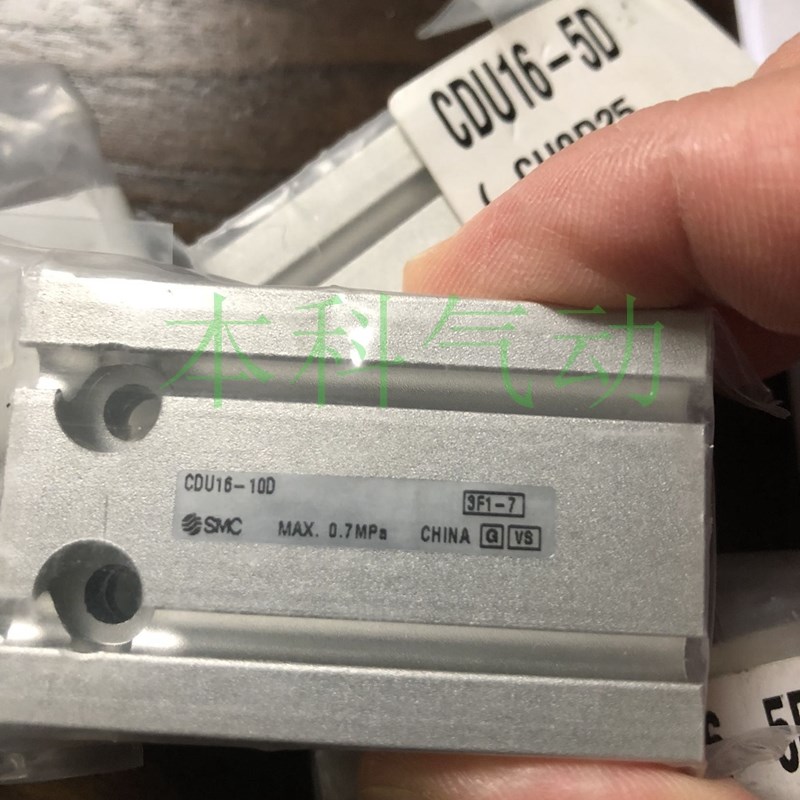 CDU16-5D
本科气动
CDU16-10D
3F1-7
SMC MAX. 0.7MPa CHINA G VS